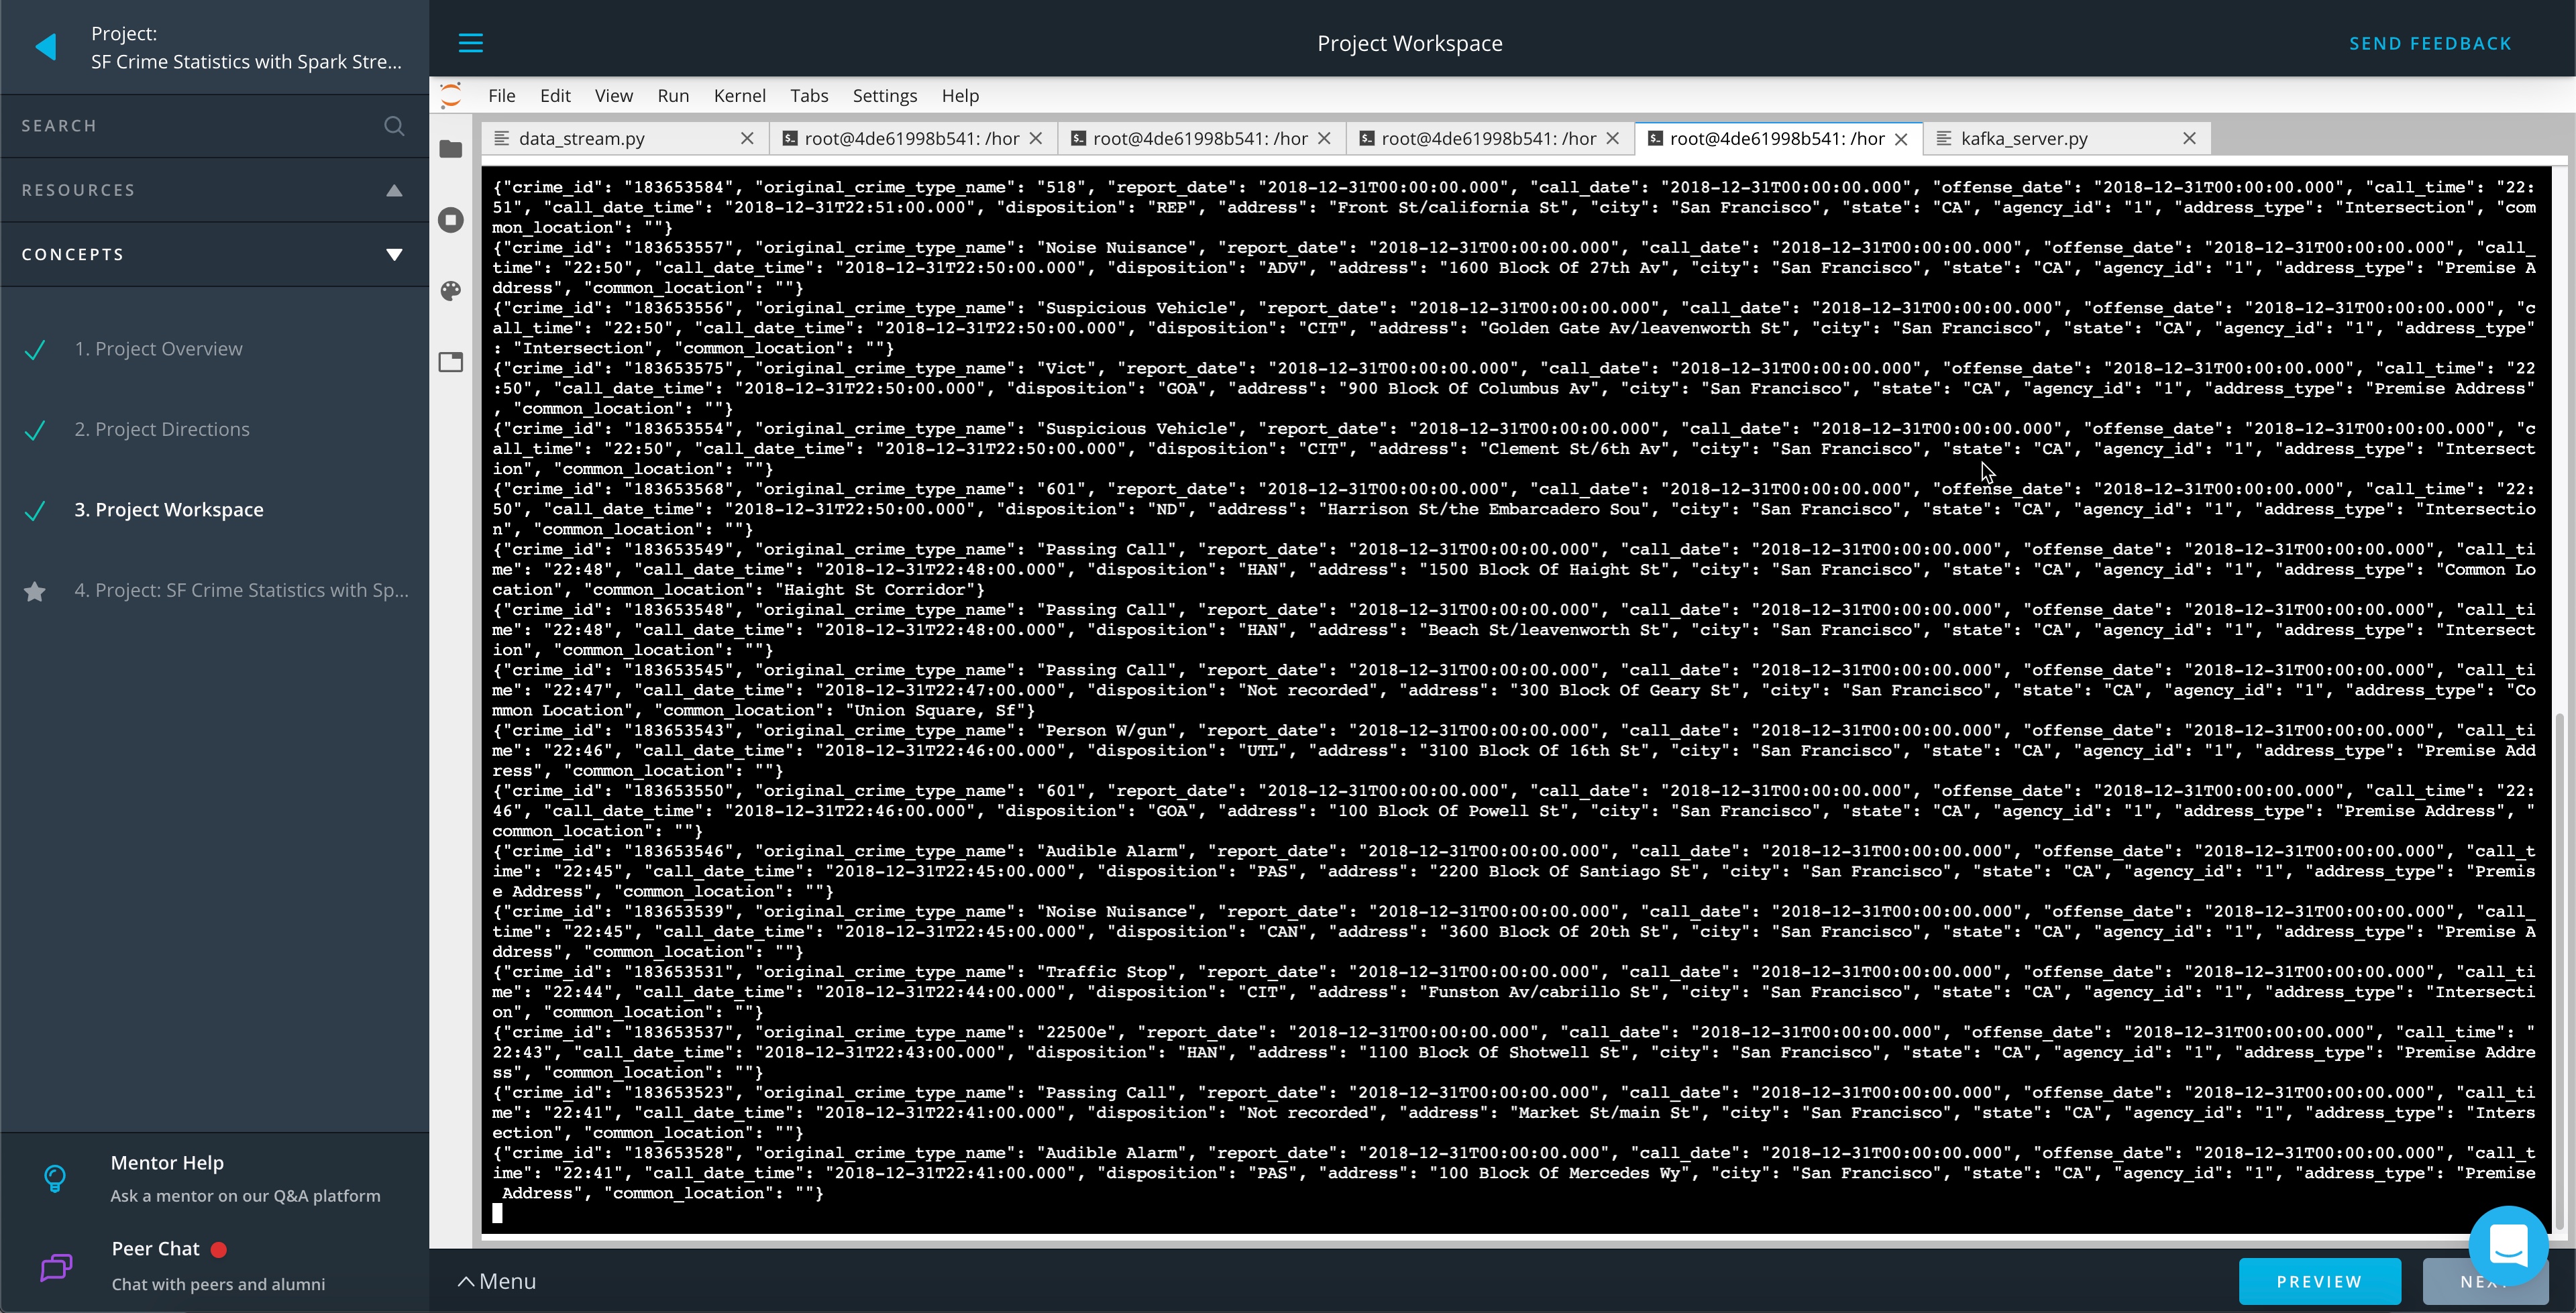 Project:
SF Crime Statistics with Spark Stre...
SEARCH
RESOURCES
CONCEPTS
1. Project Overview
2. Project Directions
3. Project Workspace
4. Project: SF Crime Statistics with Sp...
Mentor Help
Ask a mentor on our Q&A platform
Peer Chat
Chat with peers and alumni
Project Workspace
SEND FEEDBACK
File Edit View Run Kernel Tabs Settings Help
data_stream.py root@4de61998b541: /hor root@4de61998b541: /hor root@4de61998b541: /hor root@4de61998b541: /hor kafka_server.py
{"crime_id": "183653584", "original_crime_type_name": "518", "report_date": "2018-12-31T00:00:00.000", "call_date": "2018-12-31T00:00:00.000", "offense_date": "2018-12-31T00:00:00.000", "call_time": "22:
51", "call_date_time": "2018-12-31T22:51:00.000", "disposition": "REP", "address": "Front St/california St", "city": "San Francisco", "state": "CA", "agency_id": "1", "address_type": "Intersection", "com
mon_location": ""}
{"crime_id": "183653557", "original_crime_type_name": "Noise Nuisance", "report_date": "2018-12-31T00:00:00.000", "call_date": "2018-12-31T00:00:00.000", "offense_date": "2018-12-31T00:00:00.000", "call_
time": "22:50", "call_date_time": "2018-12-31T22:50:00.000", "disposition": "ADV", "address": "1600 Block Of 27th Av", "city": "San Francisco", "state": "CA", "agency_id": "1", "address_type": "Premise A
ddress", "common_location": ""}
{"crime_id": "183653556", "original_crime_type_name": "Suspicious Vehicle", "report_date": "2018-12-31T00:00:00.000", "call_date": "2018-12-31T00:00:00.000", "offense_date": "2018-12-31T00:00:00.000", "c
all_time": "22:50", "call_date_time": "2018-12-31T22:50:00.000", "disposition": "CIT", "address": "Golden Gate Av/leavenworth St", "city": "San Francisco", "state": "CA", "agency_id": "1", "address_type"
: "Intersection", "common_location": ""}
{"crime_id": "183653575", "original_crime_type_name": "Vict", "report_date": "2018-12-31T00:00:00.000", "call_date": "2018-12-31T00:00:00.000", "offense_date": "2018-12-31T00:00:00.000", "call_time": "22
:50", "call_date_time": "2018-12-31T22:50:00.000", "disposition": "GOA", "address": "900 Block Of Columbus Av", "city": "San Francisco", "state": "CA", "agency_id": "1", "address_type": "Premise Address"
, "common_location": ""}
{"crime_id": "183653554", "original_crime_type_name": "Suspicious Vehicle", "report_date": "2018-12-31T00:00:00.000", "call_date": "2018-12-31T00:00:00.000", "offense_date": "2018-12-31T00:00:00.000", "c
all_time": "22:50", "call_date_time": "2018-12-31T22:50:00.000", "disposition": "CIT", "address": "Clement St/6th Av", "city": "San Francisco", "state": "CA", "agency_id": "1", "address_type": "Intersect
ion", "common_location": ""}
{"crime_id": "183653568", "original_crime_type_name": "601", "report_date": "2018-12-31T00:00:00.000", "call_date": "2018-12-31T00:00:00.000", "offense_date": "2018-12-31T00:00:00.000", "call_time": "22:
50", "call_date_time": "2018-12-31T22:50:00.000", "disposition": "ND", "address": "Harrison St/the Embarcadero Sou", "city": "San Francisco", "state": "CA", "agency_id": "1", "address_type": "Intersectio
n", "common_location": ""}
{"crime_id": "183653549", "original_crime_type_name": "Passing Call", "report_date": "2018-12-31T00:00:00.000", "call_date": "2018-12-31T00:00:00.000", "offense_date": "2018-12-31T00:00:00.000", "call_ti
me": "22:48", "call_date_time": "2018-12-31T22:48:00.000", "disposition": "HAN", "address": "1500 Block Of Haight St", "city": "San Francisco", "state": "CA", "agency_id": "1", "address_type": "Common Lo
cation", "common_location": "Haight St Corridor"}
{"crime_id": "183653548", "original_crime_type_name": "Passing Call", "report_date": "2018-12-31T00:00:00.000", "call_date": "2018-12-31T00:00:00.000", "offense_date": "2018-12-31T00:00:00.000", "call_ti
me": "22:48", "call_date_time": "2018-12-31T22:48:00.000", "disposition": "HAN", "address": "Beach St/leavenworth St", "city": "San Francisco", "state": "CA", "agency_id": "1", "address_type": "Intersect
ion", "common_location": ""}
{"crime_id": "183653545", "original_crime_type_name": "Passing Call", "report_date": "2018-12-31T00:00:00.000", "call_date": "2018-12-31T00:00:00.000", "offense_date": "2018-12-31T00:00:00.000", "call_ti
me": "22:47", "call_date_time": "2018-12-31T22:47:00.000", "disposition": "Not recorded", "address": "300 Block Of Geary St", "city": "San Francisco", "state": "CA", "agency_id": "1", "address_type": "Co
mmon Location", "common_location": "Union Square, Sf"}
{"crime_id": "183653543", "original_crime_type_name": "Person W/gun", "report_date": "2018-12-31T00:00:00.000", "call_date": "2018-12-31T00:00:00.000", "offense_date": "2018-12-31T00:00:00.000", "call_ti
me": "22:46", "call_date_time": "2018-12-31T22:46:00.000", "disposition": "UTL", "address": "3100 Block Of 16th St", "city": "San Francisco", "state": "CA", "agency_id": "1", "address_type": "Premise Add
ress", "common_location": ""}
{"crime_id": "183653550", "original_crime_type_name": "601", "report_date": "2018-12-31T00:00:00.000", "call_date": "2018-12-31T00:00:00.000", "offense_date": "2018-12-31T00:00:00.000", "call_time": "22:
46", "call_date_time": "2018-12-31T22:46:00.000", "disposition": "GOA", "address": "100 Block Of Powell St", "city": "San Francisco", "state": "CA", "agency_id": "1", "address_type": "Premise Address", "
common_location": ""}
{"crime_id": "183653546", "original_crime_type_name": "Audible Alarm", "report_date": "2018-12-31T00:00:00.000", "call_date": "2018-12-31T00:00:00.000", "offense_date": "2018-12-31T00:00:00.000", "call_t
ime": "22:45", "call_date_time": "2018-12-31T22:45:00.000", "disposition": "PAS", "address": "2200 Block Of Santiago St", "city": "San Francisco", "state": "CA", "agency_id": "1", "address_type": "Premis
e Address", "common_location": ""}
{"crime_id": "183653539", "original_crime_type_name": "Noise Nuisance", "report_date": "2018-12-31T00:00:00.000", "call_date": "2018-12-31T00:00:00.000", "offense_date": "2018-12-31T00:00:00.000", "call_
time": "22:45", "call_date_time": "2018-12-31T22:45:00.000", "disposition": "CAN", "address": "3600 Block Of 20th St", "city": "San Francisco", "state": "CA", "agency_id": "1", "address_type": "Premise A
ddress", "common_location": ""}
{"crime_id": "183653531", "original_crime_type_name": "Traffic Stop", "report_date": "2018-12-31T00:00:00.000", "call_date": "2018-12-31T00:00:00.000", "offense_date": "2018-12-31T00:00:00.000", "call_ti
me": "22:44", "call_date_time": "2018-12-31T22:44:00.000", "disposition": "CIT", "address": "Funston Av/cabrillo St", "city": "San Francisco", "state": "CA", "agency_id": "1", "address_type": "Intersecti
on", "common_location": ""}
{"crime_id": "183653537", "original_crime_type_name": "22500e", "report_date": "2018-12-31T00:00:00.000", "call_date": "2018-12-31T00:00:00.000", "offense_date": "2018-12-31T00:00:00.000", "call_time": "
22:43", "call_date_time": "2018-12-31T22:43:00.000", "disposition": "HAN", "address": "1100 Block Of Shotwell St", "city": "San Francisco", "state": "CA", "agency_id": "1", "address_type": "Premise Addre
ss", "common_location": ""}
{"crime_id": "183653523", "original_crime_type_name": "Passing Call", "report_date": "2018-12-31T00:00:00.000", "call_date": "2018-12-31T00:00:00.000", "offense_date": "2018-12-31T00:00:00.000", "call_ti
me": "22:41", "call_date_time": "2018-12-31T22:41:00.000", "disposition": "Not recorded", "address": "Market St/main St", "city": "San Francisco", "state": "CA", "agency_id": "1", "address_type": "Inters
ection", "common_location": ""}
{"crime_id": "183653528", "original_crime_type_name": "Audible Alarm", "report_date": "2018-12-31T00:00:00.000", "call_date": "2018-12-31T00:00:00.000", "offense_date": "2018-12-31T00:00:00.000", "call_t
ime": "22:41", "call_date_time": "2018-12-31T22:41:00.000", "disposition": "PAS", "address": "100 Block Of Mercedes Wy", "city": "San Francisco", "state": "CA", "agency_id": "1", "address_type": "Premise
 Address", "common_location": ""}
Menu
PREVIEW